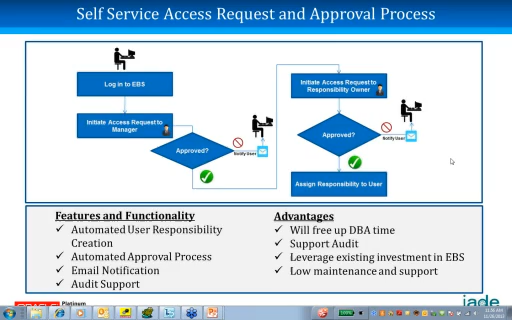 Self Service Access Request and Approval Process
Log in to EBS
Initiate Access Request to
Manager
Approved?
Notify User
Initiate Access Request to
Responsibility Owner
Approved?
Notify User
Assign Responsibility to User
Features and Functionality
✓ Automated User Responsibility
Creation
✓ Automated Approval Process
✓ Email Notification
✓ Audit Support
Advantages
✓ Will free up DBA time
✓ Support Audit
✓ Leverage existing investment in EBS
✓ Low maintenance and support
ORACLE
Platinum
jade